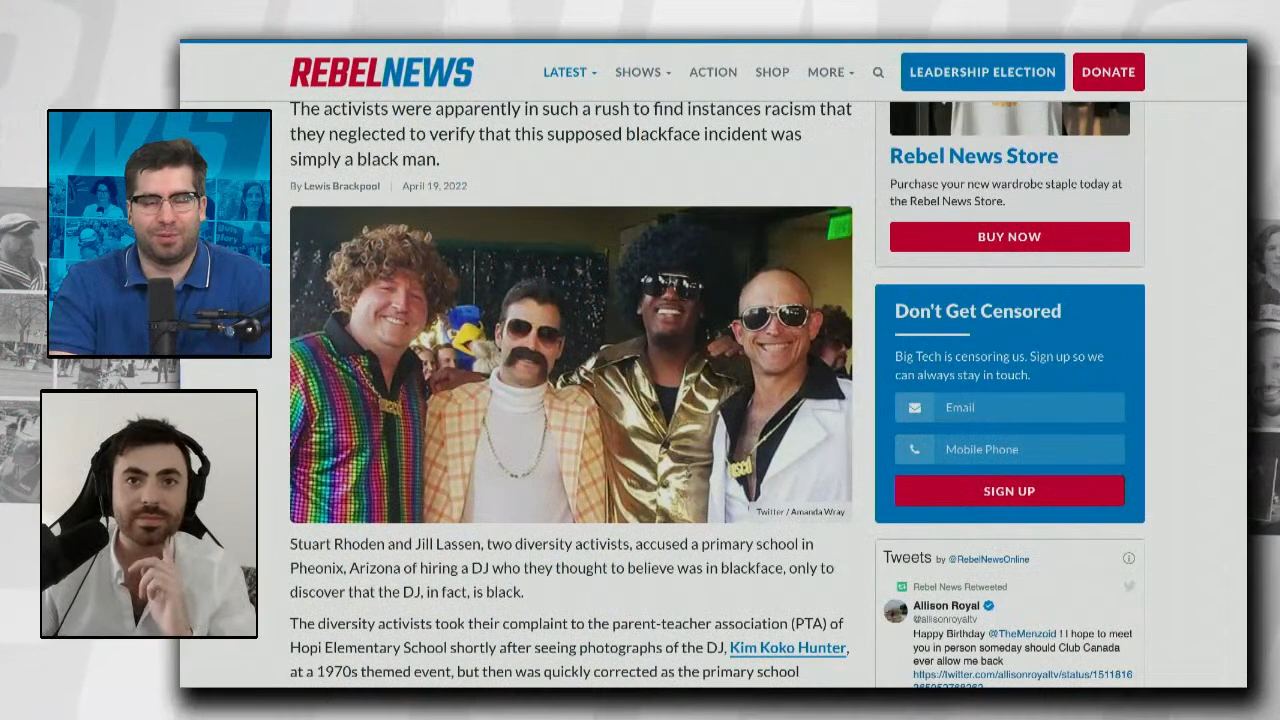 REBELNEWS
LATEST
SHOWS
ACTION
SHOP
MORE
LEADERSHIP ELECTION
DONATE
The activists were apparently in such a rush to find instances racism that
they neglected to verify that this supposed blackface incident was
simply a black man.
By Lewis Brackpool | April 19, 2022
Twitter / Amanda Wray
Stuart Rhoden and Jill Lassen, two diversity activists, accused a primary school in
Phoenix, Arizona of hiring a DJ who they thought to believe was in blackface, only to
discover that the DJ, in fact, is black.
The diversity activists took their complaint to the parent-teacher association (PTA) of
Hopi Elementary School shortly after seeing photographs of the DJ, Kim Koko Hunter,
at a 1970s themed event, but then was quickly corrected as the primary school
Rebel News Store
Purchase your new wardrobe staple today at
the Rebel News Store.
BUY NOW
Don't Get Censored
Big Tech is censoring us. Sign up so we
can always stay in touch.
Email
Mobile Phone
SIGN UP
Tweets by @RebelNewsOnline
Rebel News Retweeted
Allison Royal
@allisonroyaltv
Happy Birthday @TheMenzoid ! I hope to meet
you in person someday should Club Canada
ever allow me back
https://twitter.com/allisonroyaltv/status/1511816